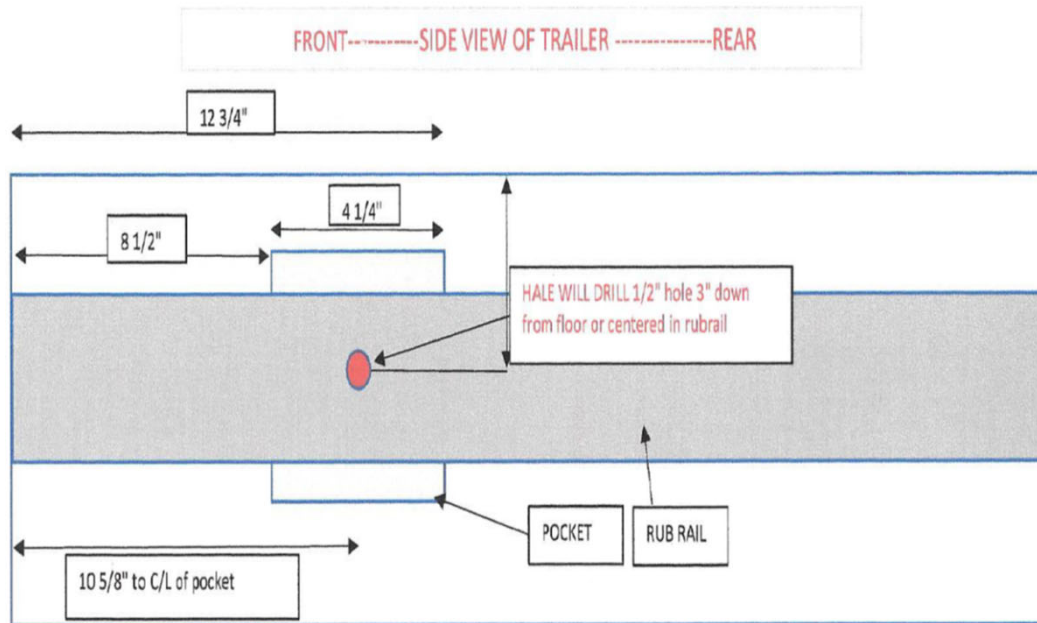 FRONT----------SIDE VIEW OF TRAILER ---------------REAR
12 3/4"
4 1/4"
8 1/2"
HALE WILL DRILL 1/2" hole 3" down
from floor or centered in rubrail
POCKET
RUB RAIL
10 5/8" to C/L of pocket